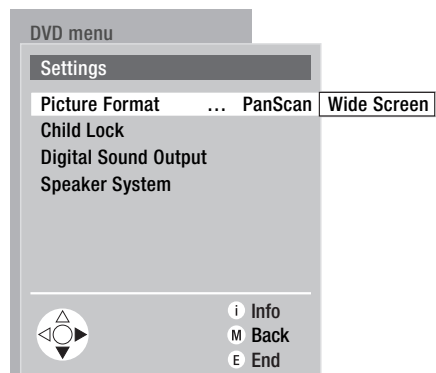 DVD menu
Settings
Picture Format ... PanScan Wide Screen
Child Lock
Digital Sound Output
Speaker System
i Info
M Back
E End